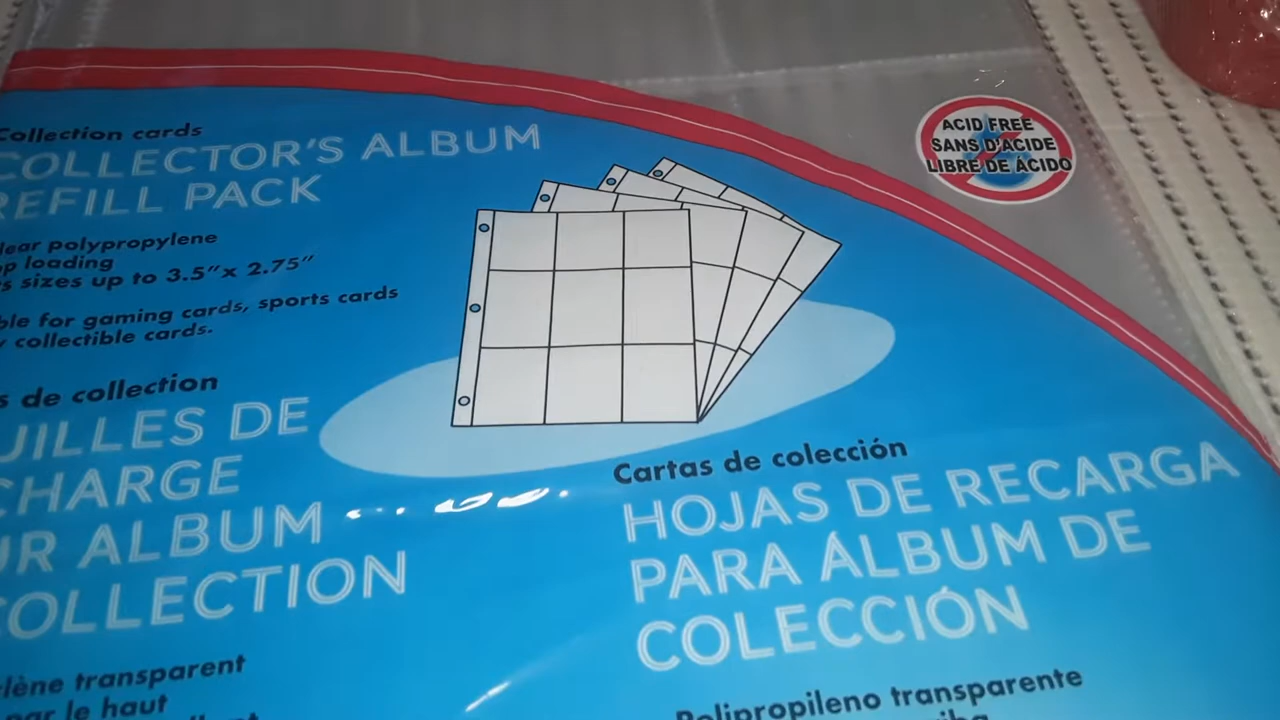 Collection cards
COLLECTOR'S ALBUM
REFILL PACK
lear polypropylene
p loading
s sizes up to 3.5" x 2.75"
ble for gaming cards, sports cards
y collectible cards.
s de collection
UILLES DE
CHARGE
UR ALBUM
COLLECTION
lène transparent
par le haut
ACID FREE
SANS D'ACIDE
LIBRE DE ÁCIDO
Cartas de colección
HOJAS DE RECARGA
PARA ÁLBUM DE
COLECCIÓN
Polipropileno transparente